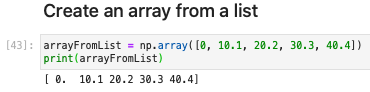 Create an array from a list
[43]: arrayFromList = np.array([0, 10.1, 20.2, 30.3, 40.4])
print(arrayFromList)
[ 0.  10.1 20.2 30.3 40.4]